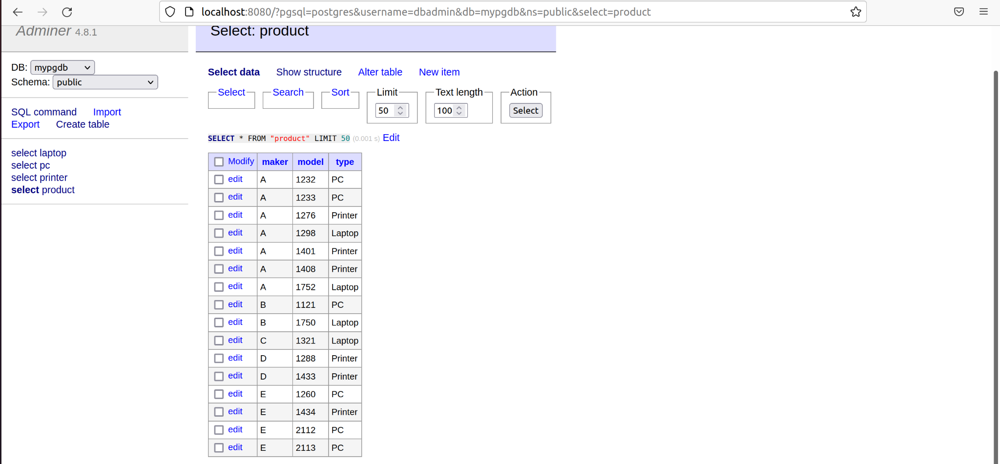 localhost:8080/?pgsql=postgres&username=dbadmin&db=mypgdb&ns=public&select=product
Adminer 4.8.1
DB: mypgdb
Schema: public
SQL command Import
Export Create table
select laptop
select pc
select printer
select product
Select: product
Select data Show structure Alter table New item
Select Search Sort Limit Text length Action
50 100 Select
SELECT * FROM "product" LIMIT 50 (0.001 s) Edit
Modify maker model type
edit A 1232 PC
edit A 1233 PC
edit A 1276 Printer
edit A 1298 Laptop
edit A 1401 Printer
edit A 1408 Printer
edit A 1752 Laptop
edit B 1121 PC
edit B 1750 Laptop
edit C 1321 Laptop
edit D 1288 Printer
edit D 1433 Printer
edit E 1260 PC
edit E 1434 Printer
edit E 2112 PC
edit E 2113 PC